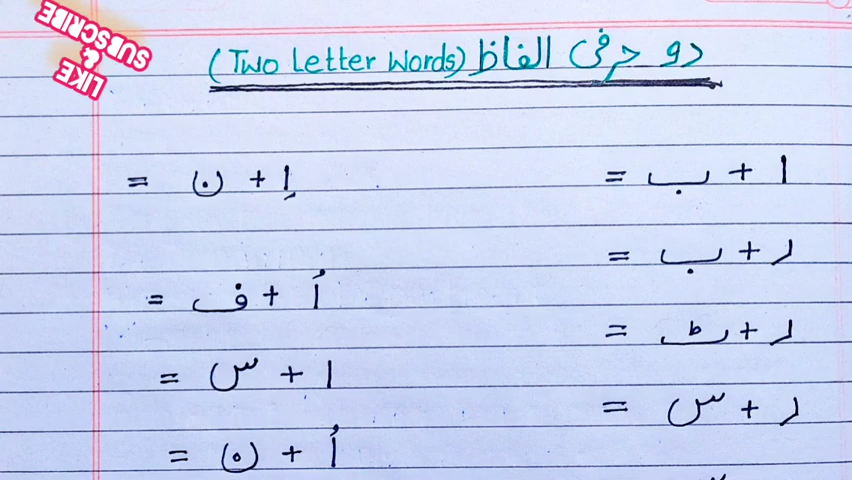 LIKE
&
SUBSCRIBE
دو حرفی الفاظ (Two Letter Words)
ا + ب =
ر + ب =
ر + ٹ =
ر + س =
اِ + ن =
اُ + ف =
ا + س =
اُ + ن =